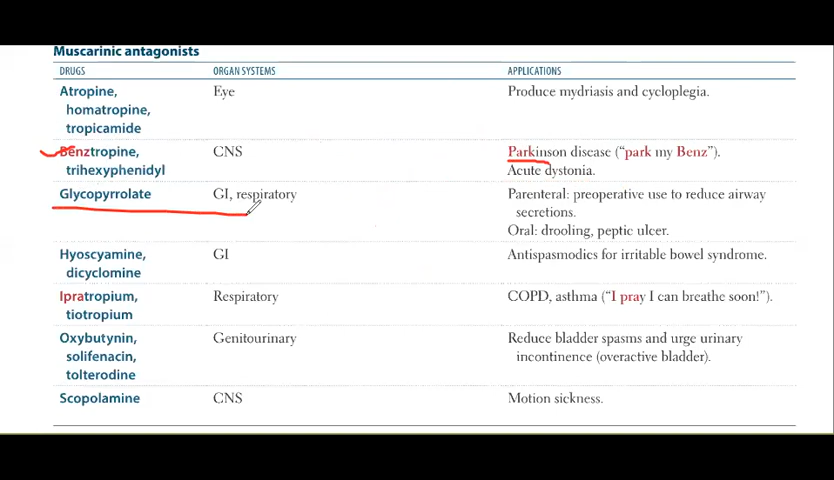 Muscarinic antagonists
DRUGS ORGAN SYSTEMS APPLICATIONS
Atropine, Eye Produce mydriasis and cycloplegia.
homatropine,
tropicamide
Benztropine, CNS Parkinson disease (“park my Benz”).
trihexyphenidyl Acute dystonia.
Glycopyrrolate GI, respiratory Parenteral: preoperative use to reduce airway
secretions.
Oral: drooling, peptic ulcer.
Hyoscyamine, GI Antispasmodics for irritable bowel syndrome.
dicyclomine
Ipratropium, Respiratory COPD, asthma (“I pray I can breathe soon!”).
tiotropium
Oxybutynin, Genitourinary Reduce bladder spasms and urge urinary
solifenacin, incontinence (overactive bladder).
tolterodine
Scopolamine CNS Motion sickness.